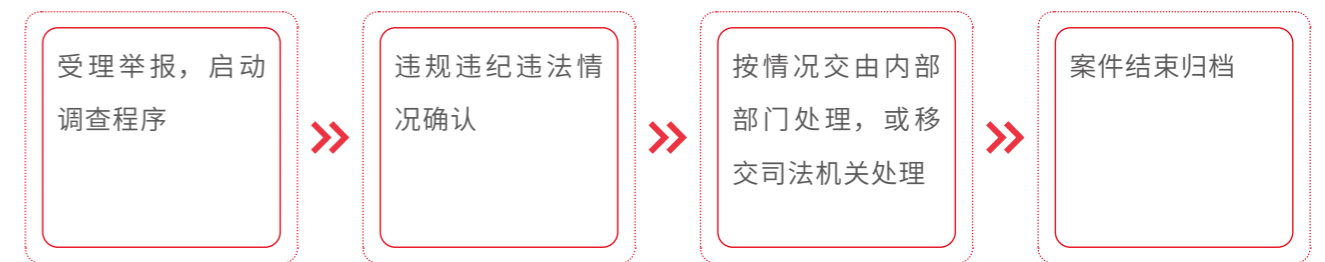 受理举报，启动
调查程序
违规违纪违法情
况确认
按情况交由内部
部门处理，或移
交司法机关处理
案件结束归档